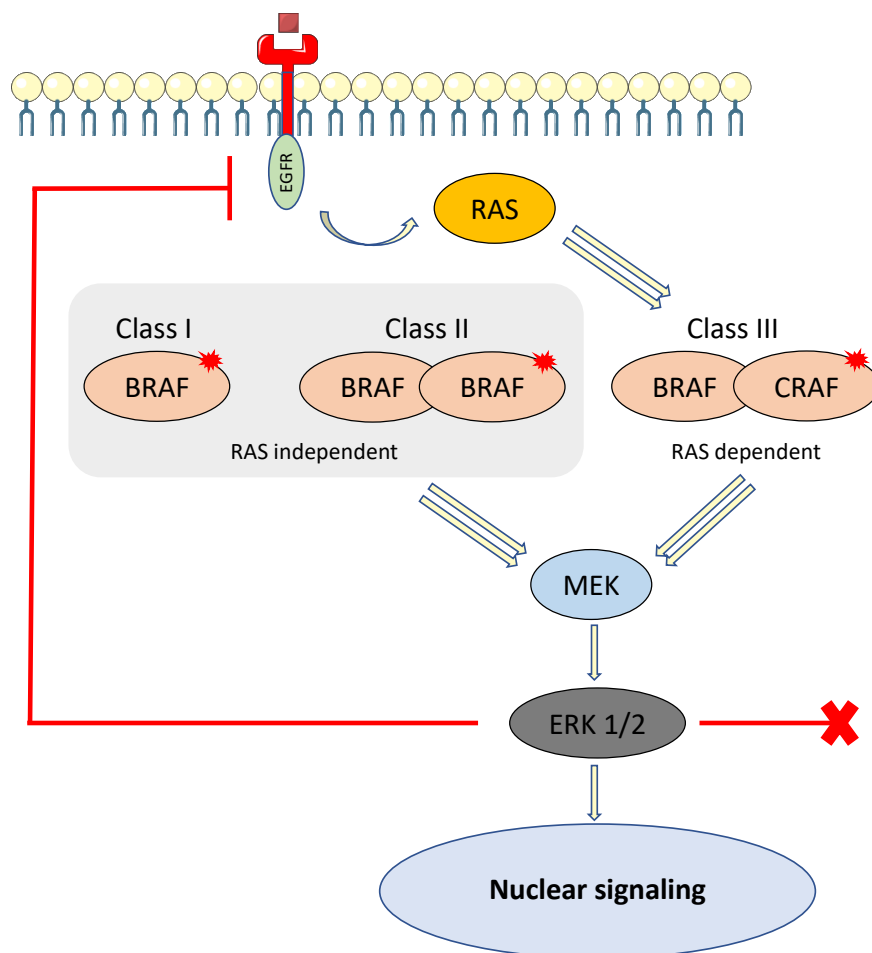 EGFR
RAS
Class I
Class II
Class III
BRAF
BRAF
BRAF
BRAF
CRAF
RAS independent
RAS dependent
MEK
ERK 1/2
Nuclear signaling